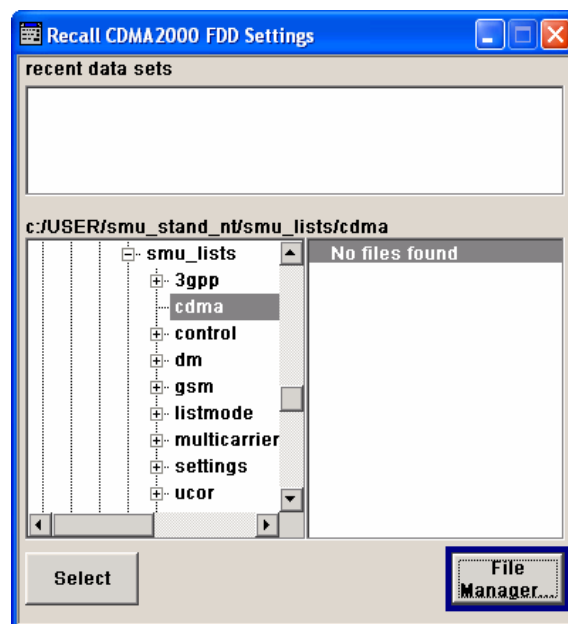 Recall CDMA2000 FDD Settings
recent data sets
c:/USER/smu_stand_nt/smu_lists/cdma
smu_lists
3gpp
cdma
control
dm
gsm
listmode
multicarrier
settings
ucor
No files found
Select
File
Manager...